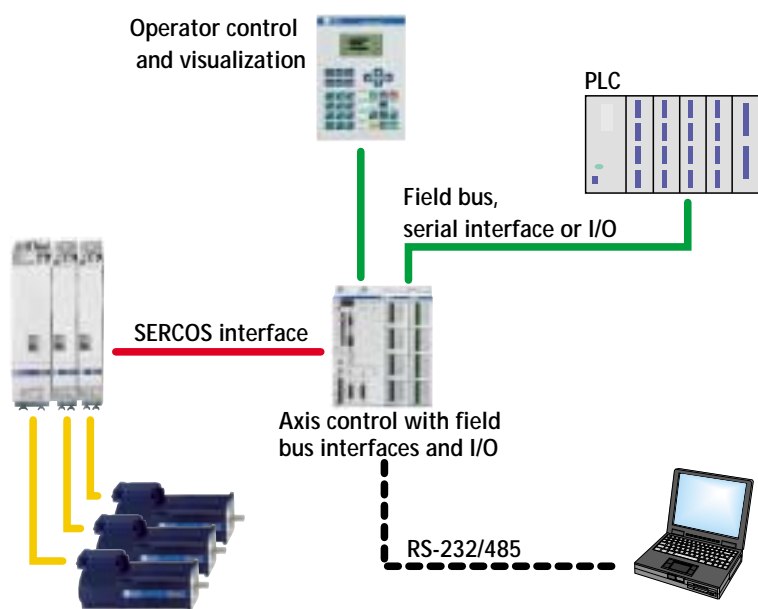 Operator control
and visualization
PLC
Field bus,
serial interface or I/O
SERCOS interface
Axis control with field
bus interfaces and I/O
RS-232/485